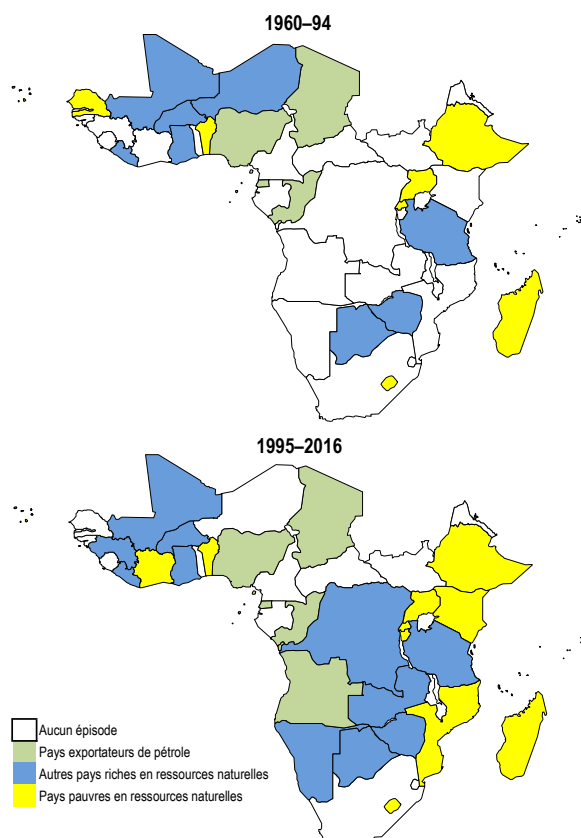 1960–94
1995–2016
Aucun épisode
Pays exportateurs de pétrole
Autres pays riches en ressources naturelles
Pays pauvres en ressources naturelles